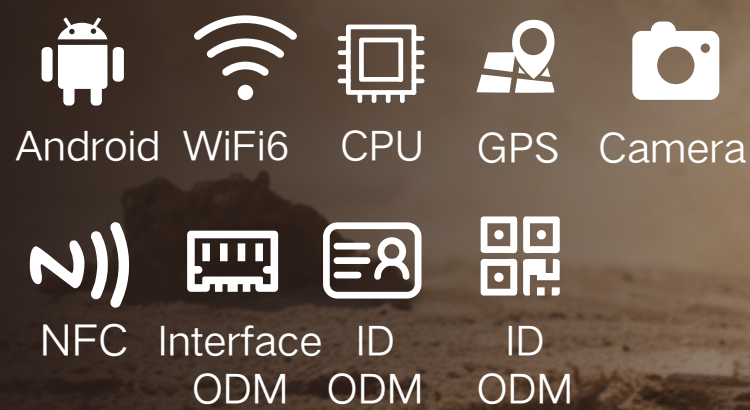 Android WiFi6 CPU GPS Camera
NFC Interface ID ID
ODM ODM ODM